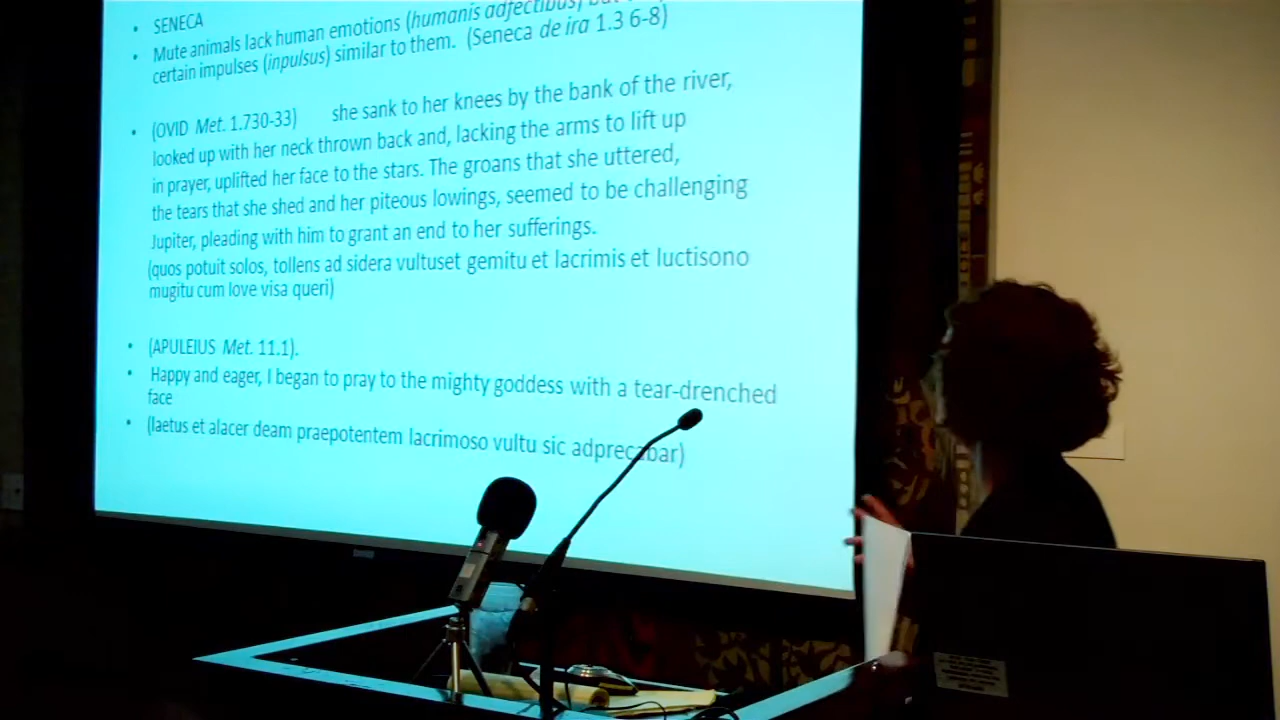 • SENECA
• Mute animals lack human emotions (humanis adfectibus) but
certain impulses (inpulsus) similar to them. (Seneca de ira 1.3 6-8)
• (OVID Met. 1.730-33) she sank to her knees by the bank of the river,
looked up with her neck thrown back and, lacking the arms to lift up
in prayer, uplifted her face to the stars. The groans that she uttered,
the tears that she shed and her piteous lowings, seemed to be challenging
Jupiter, pleading with him to grant an end to her sufferings.
(quos potuit solos, tollens ad sidera vultuset gemitu et lacrimis et luctisono
mugitu cum Iove visa queri)
• (APULEIUS Met. 11.1).
• Happy and eager, I began to pray to the mighty goddess with a tear-drenched
face
• (laetus et alacer deam praepotentem lacrimoso vultu sic adprecabar)